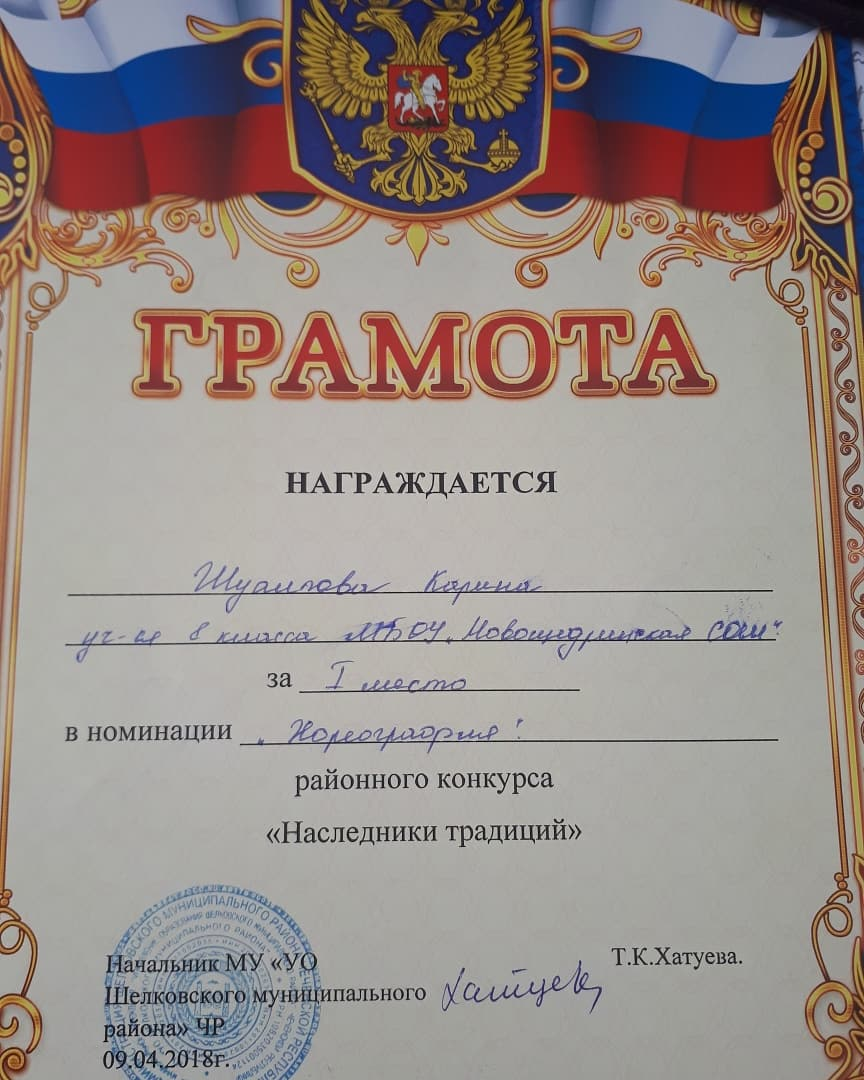 ГРАМОТА
НАГРАЖДАЕТСЯ
Шуаипова Карина
уч-ся 8 класса МБОУ „Новощедринская СОШ“
за I место
в номинации „Хореография“
районного конкурса
«Наследники традиций»
Начальник МУ «УО
Шелковского муниципального
района» ЧР
09.04.2018г.
Т.К.Хатуева.